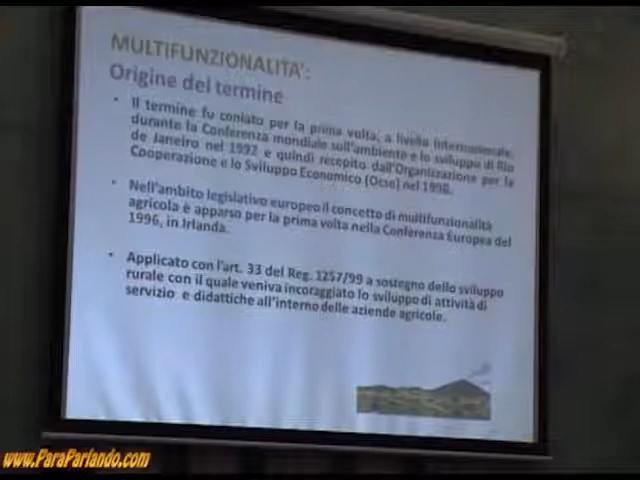 MULTIFUNZIONALITA':
Origine del termine
• Il termine fu coniato per la prima volta, a livello internazionale,
durante la Conferenza mondiale sull'ambiente e lo sviluppo di Rio
de Janeiro nel 1992 e quindi recepito dall'Organizzazione per la
Cooperazione e lo Sviluppo Economico (Ocse) nel 1998.
• Nell'ambito legislativo europeo il concetto di multifunzionalità
agricola è apparso per la prima volta nella Conferenza Europea del
1996, in Irlanda.
• Applicato con l'art. 33 del Reg. 1257/99 a sostegno dello sviluppo
rurale con il quale veniva incoraggiato lo sviluppo di attività di
servizio e didattiche all'interno delle aziende agricole.
www.ParaParlando.com